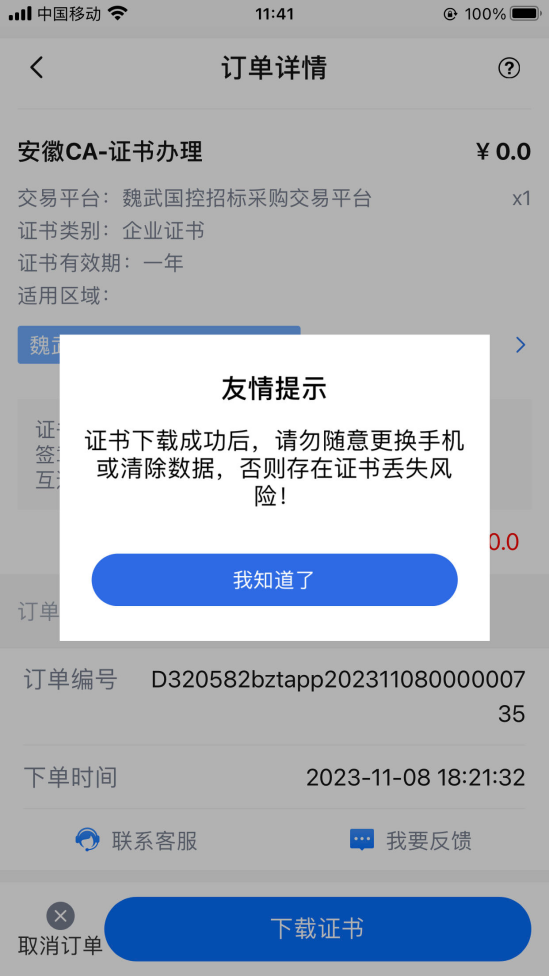 中国移动
11:41
100%
订单详情
安徽CA-证书办理
¥ 0.0
交易平台：魏武国控招标采购交易平台
x1
证书类别：企业证书
证书有效期：一年
适用区域：
魏武
友情提示
证书下载成功后，请勿随意更换手机
或清除数据，否则存在证书丢失风
险！
我知道了
证
签
互
0.0
订单
订单编号
D320582bztapp202311080000007
35
下单时间
2023-11-08 18:21:32
联系客服
我要反馈
取消订单
下载证书